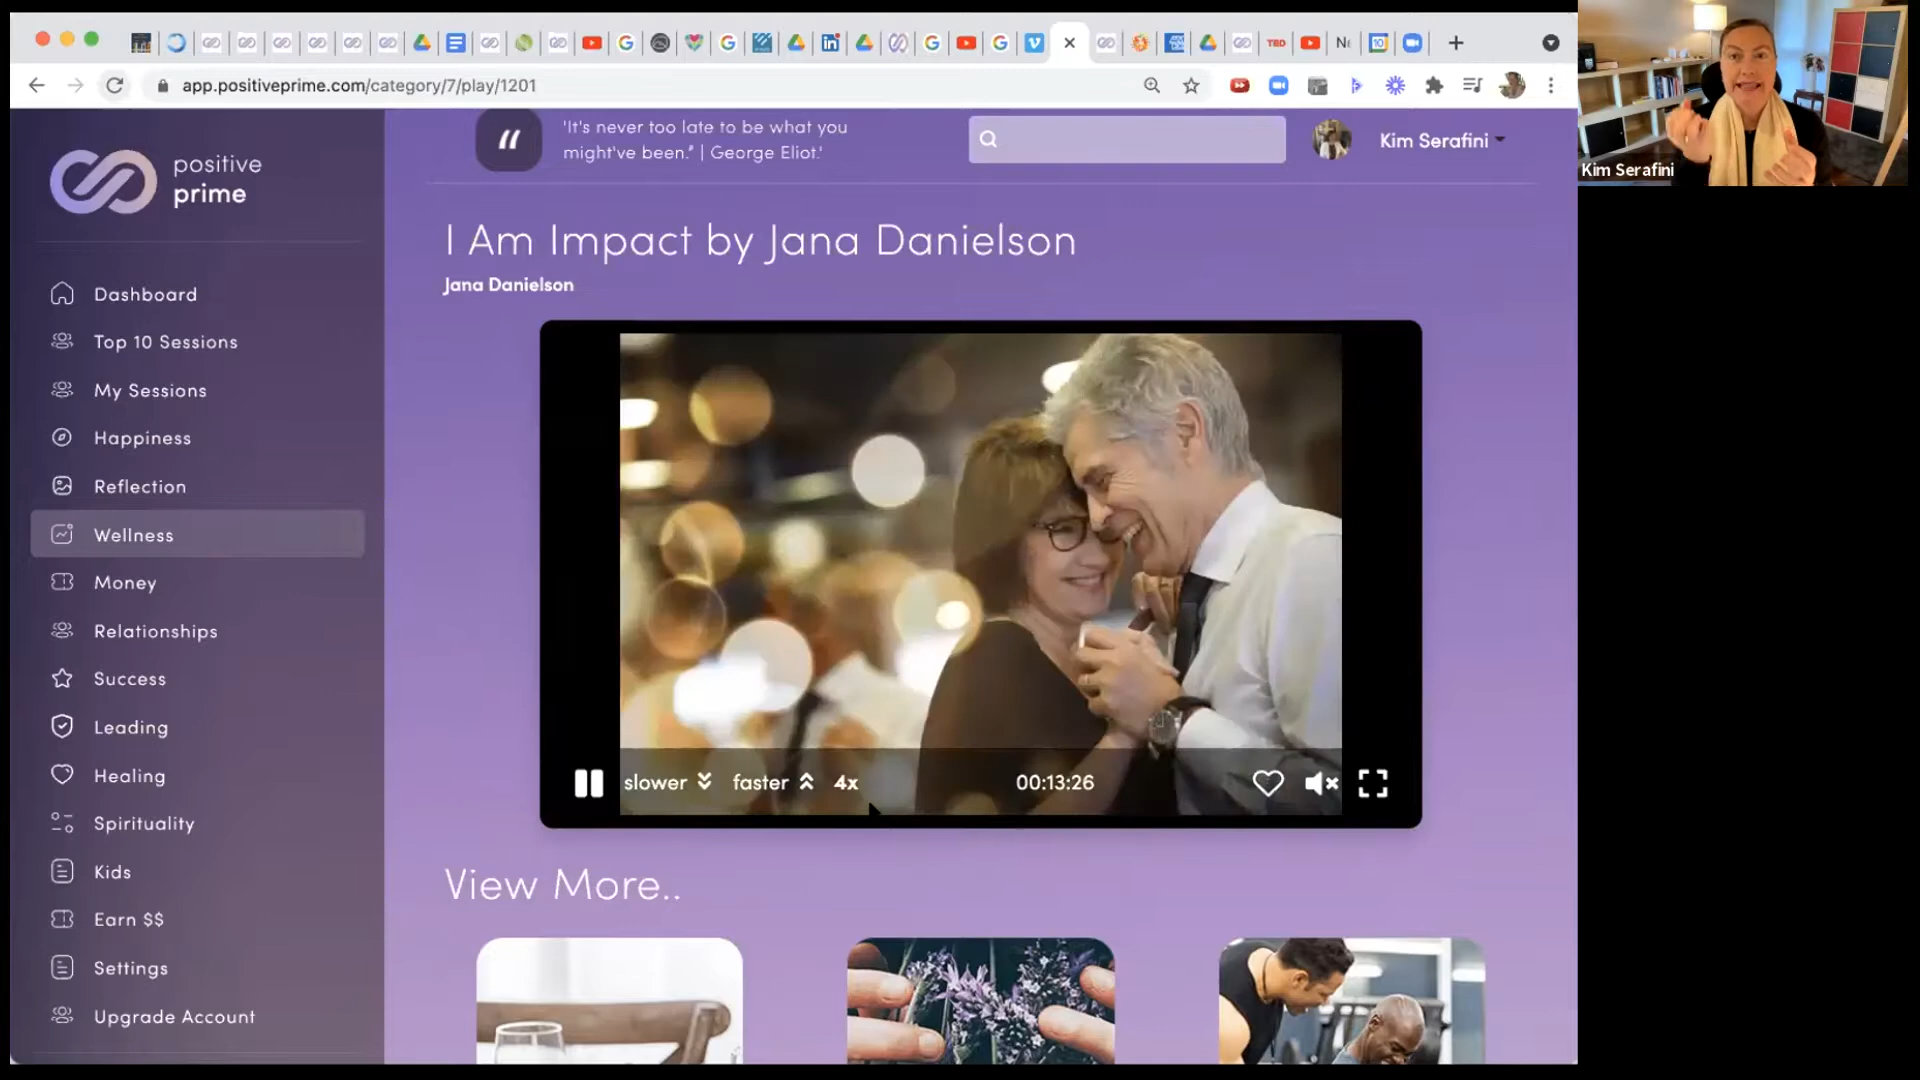 TED
10
app.positiveprime.com/category/7/play/1201
Kim Serafini
positive
prime
“
'It's never too late to be what you
might've been.” | George Eliot.'
Kim Serafini
I Am Impact by Jana Danielson
Jana Danielson
Dashboard
Top 10 Sessions
My Sessions
Happiness
Reflection
Wellness
Money
Relationships
Success
Leading
Healing
Spirituality
Kids
Earn $$
Settings
Upgrade Account
slower faster 4x 00:13:26
View More..